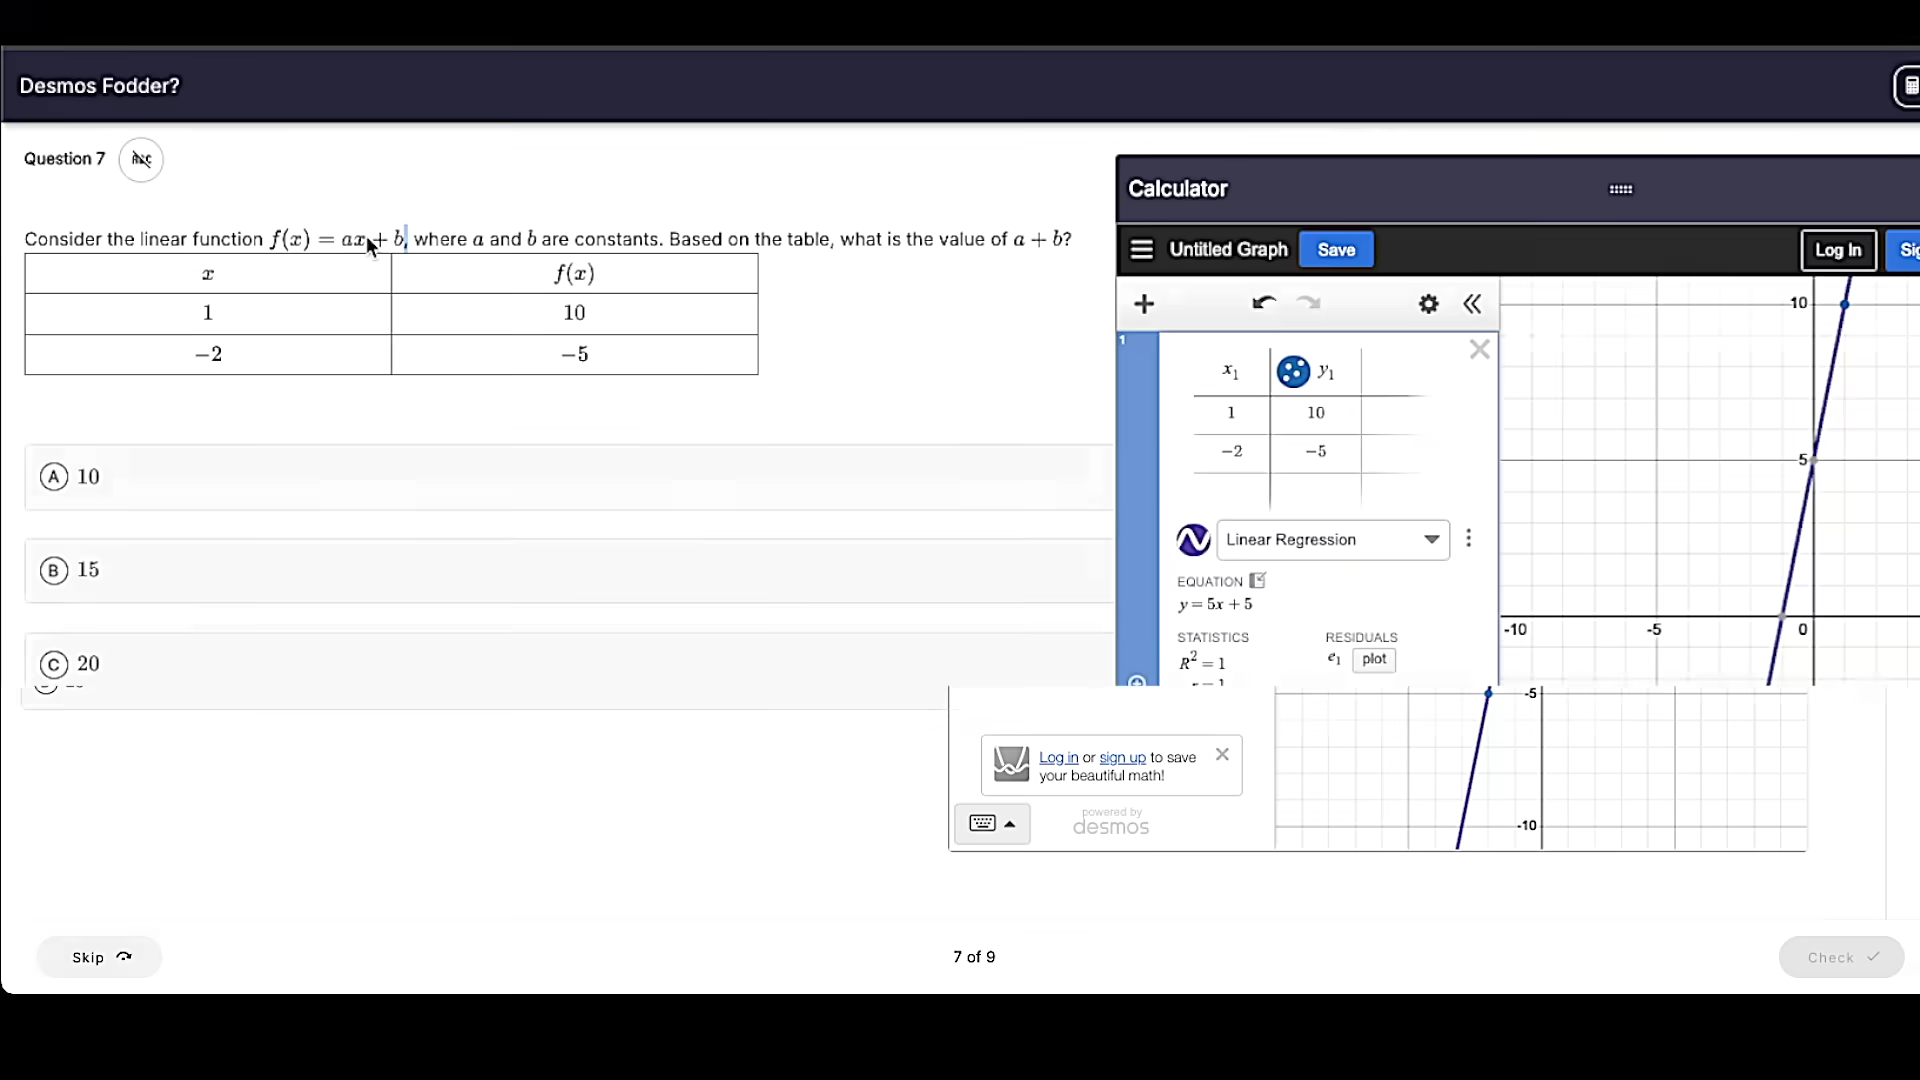 Desmos Fodder?
Question 7
ABC
Consider the linear function f(x) = ax + b, where a and b are constants. Based on the table, what is the value of a + b?
x f(x)
1 10
−2 −5
A 10
B 15
C 20
Calculator
Untitled Graph Save Log In
1
x₁ y₁
1 10
−2 −5
Linear Regression
EQUATION
y = 5x + 5
STATISTICS RESIDUALS
R² = 1 e₁ plot
10
5
-10 -5 0
-5
-10
Log in or sign up to save
your beautiful math!
powered by
desmos
Skip 7 of 9 Check